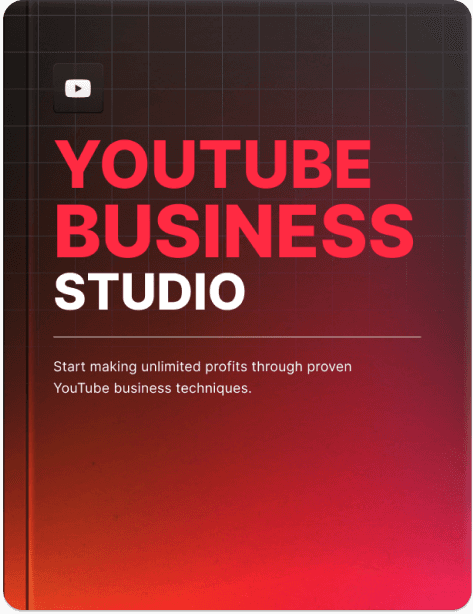 YOUTUBE
BUSINESS
STUDIO
Start making unlimited profits through proven
YouTube business techniques.